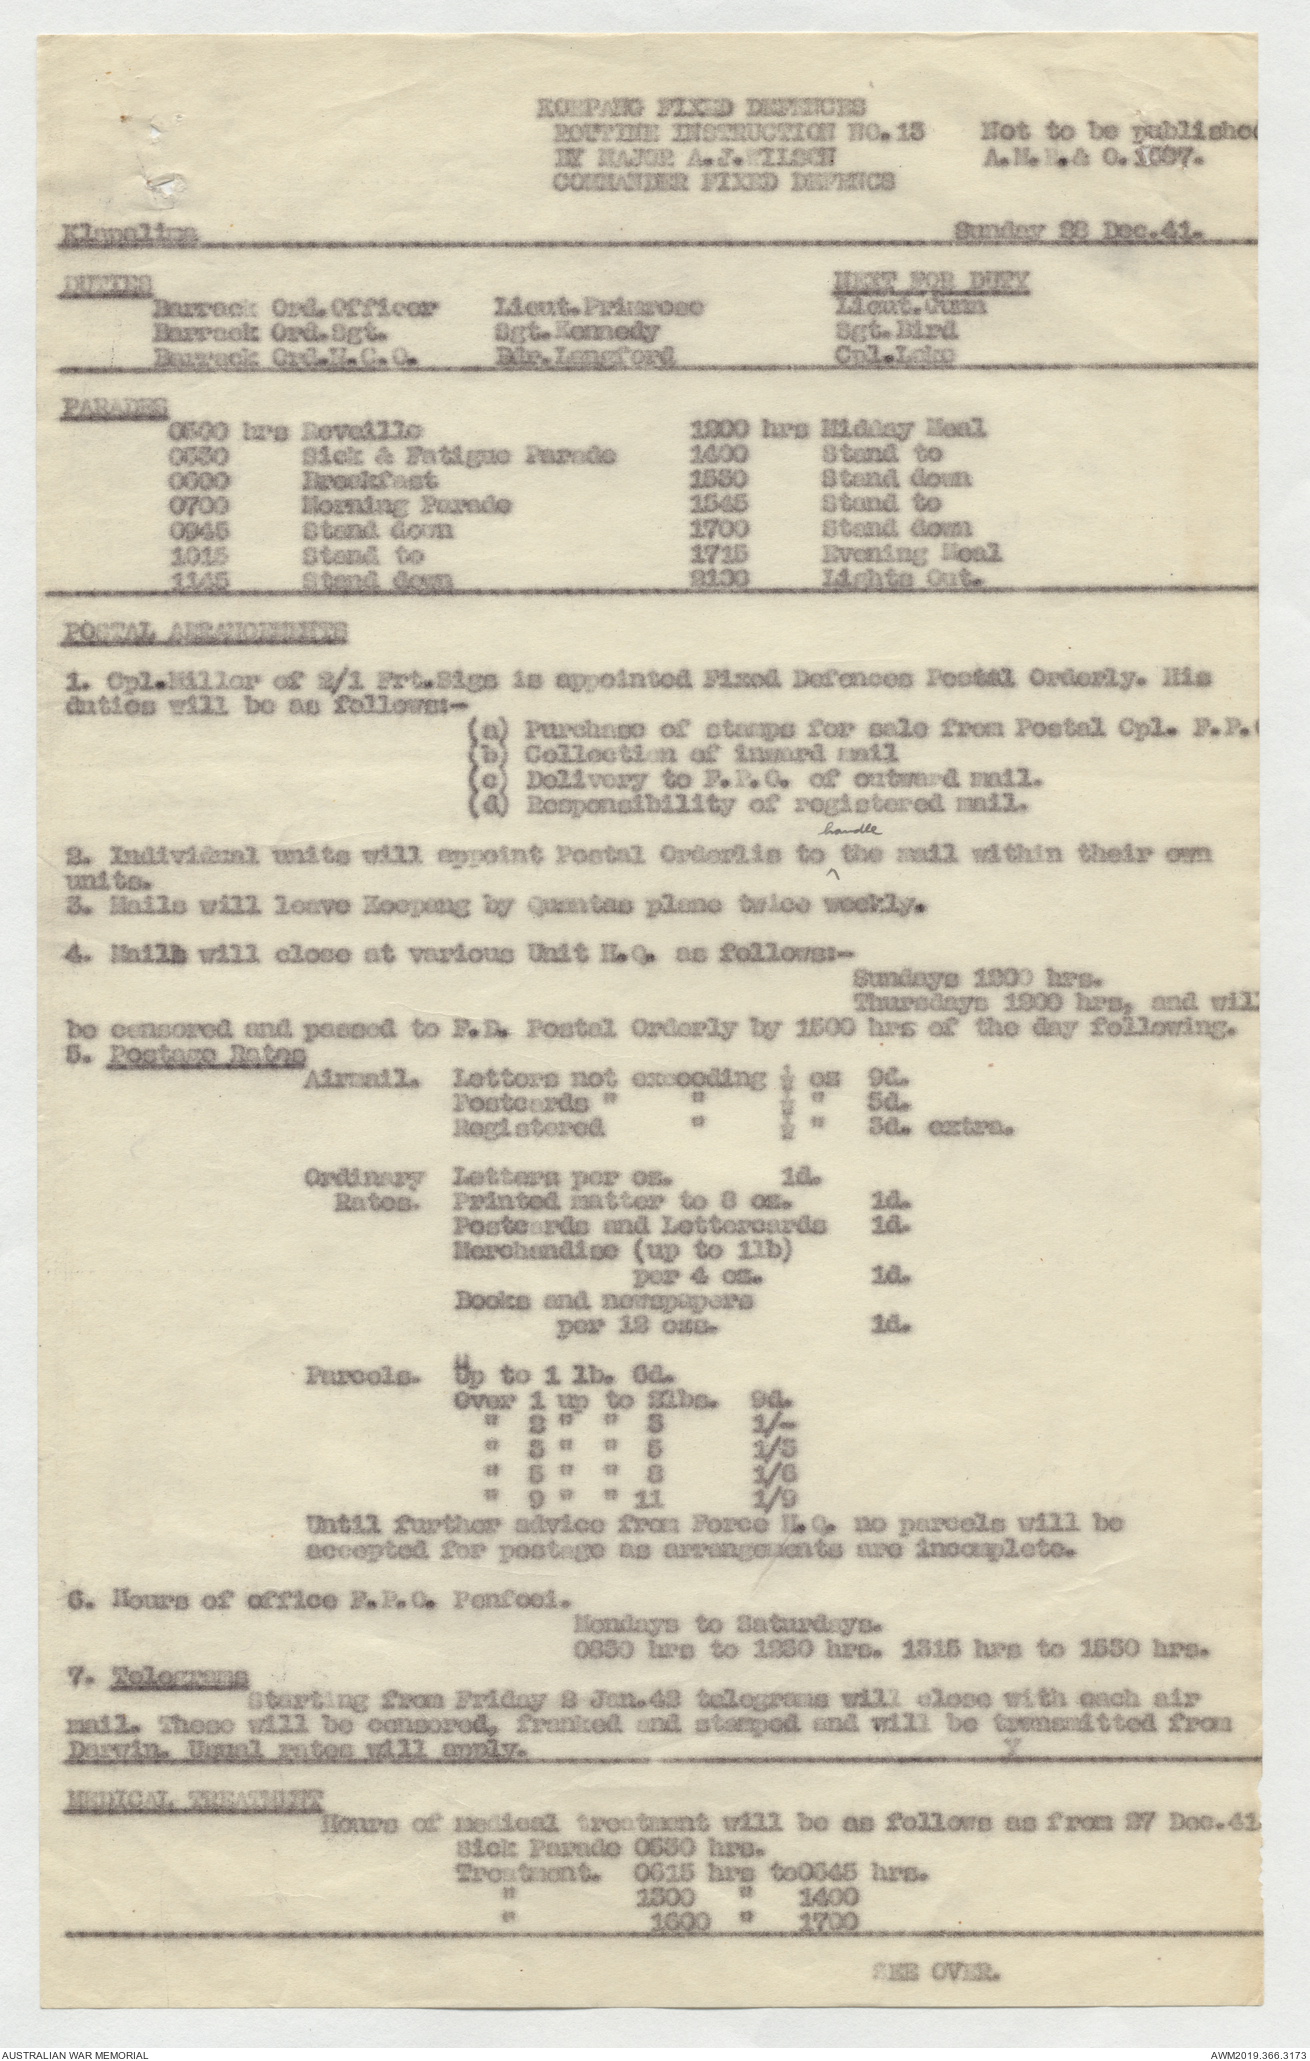 KOEPANG FIXED DEFENCES
ROUTINE INSTRUCTION NO.13 Not to be published
BY MAJOR A.J.WILSON A.M.R.& O.1697.
COMMANDER FIXED DEFENCS
Klapalima Sunday 28 Dec.41.
DUTIES NEXT FOR DUTY
Barrack Ord.Officer Lieut.Primrose Lieut.Gunn
Barrack Ord.Sgt. Sgt.Kennedy Sgt.Bird
Barrack Ord.N.C.O. Bdr.Langford Cpl.Lake
PARADES
0500 hrs Reveille 1200 hrs Midday Meal
0530 Sick & Fatigue Parade 1400 Stand to
0600 Breakfast 1530 Stand down
0700 Morning Parade 1545 Stand to
0945 Stand down 1700 Stand down
1015 Stand to 1715 Evening Meal
1145 Stand down 2130 Lights Out.
POSTAL ARRANGMENTS
1. Cpl.Millor of 2/1 Frt.Sigs is appointed Fixed Defences Postal Orderly. His
duties will be as follows:-
(a) Purchase of stamps for sale from Postal Cpl. F.P.
(b) Collection of inward mail
(c) Delivery to F.P.O. of outward mail.
(d) Responsibility of registered mail.
handle
2. Individual units will appoint Postal Orderlis to ^ the mail within their own
units.
3. Mails will leave Koepang by Quantas plane twice weekly.
4. Mails will close at various Unit H.Q. as follows:-
Sundays 1200 hrs.
Thursdays 1200 hrs, and will
be censored and passed to F.D. Postal Orderly by 1500 hrs of the day following.
5. Postage Rates
Airmail. Letters not exceeding ½ oz 9d.
Postcards " " ½ " 5d.
Registered " ½ " 3d. extra.
Ordinary Letters per oz. 1d.
Rates. Printed matter to 8 oz. 1d.
Postcards and Lettercards 1d.
Merchandise (up to 1lb)
per 4 oz. 1d.
Books and newspapers
per 12 ozs. 1d.
Parcels. Up to 1 lb. 6d.
Over 1 up to 2lbs. 9d.
" 2 " " 3 1/-
" 3 " " 5 1/3
" 5 " " 8 1/6
" 9 " " 11 1/9
Until further advice from Force H.Q. no parcels will be
accepted for postage as arrangements are incomplete.
6. Hours of office F.P.O. Penfoei.
Mondays to Saturdays.
0830 hrs to 1230 hrs. 1315 hrs to 1530 hrs.
7. Telegrams
Starting from Friday 2 Jan.42 telegrams will close with each air
mail. These will be censored, franked and stamped and will be transmitted from
Darwin. Usual rates will apply.
MEDICAL TREATMENT
Hours of medical treatment will be as follows as from 27 Dec.41
Sick Parade 0530 hrs.
Treatment. 0615 hrs to0645 hrs.
" 1300 " 1400
" 1600 " 1700
SEE OVER.
AUSTRALIAN WAR MEMORIAL AWM2019.366.3173